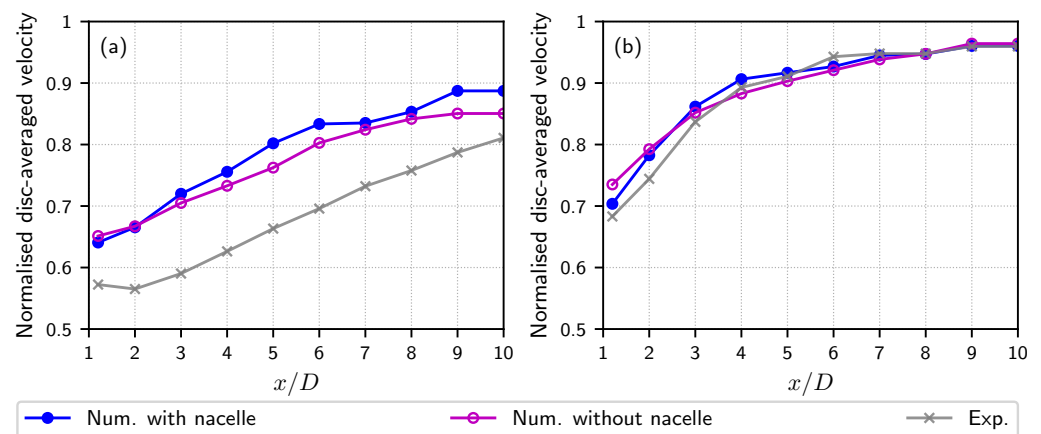 Normalised disc-averaged velocity
1
0.9
0.8
0.7
0.6
0.5
(a)
1 2 3 4 5 6 7 8 9 10
x/D
Normalised disc-averaged velocity
1
0.9
0.8
0.7
0.6
0.5
(b)
1 2 3 4 5 6 7 8 9 10
x/D
Num. with nacelle
Num. without nacelle
Exp.